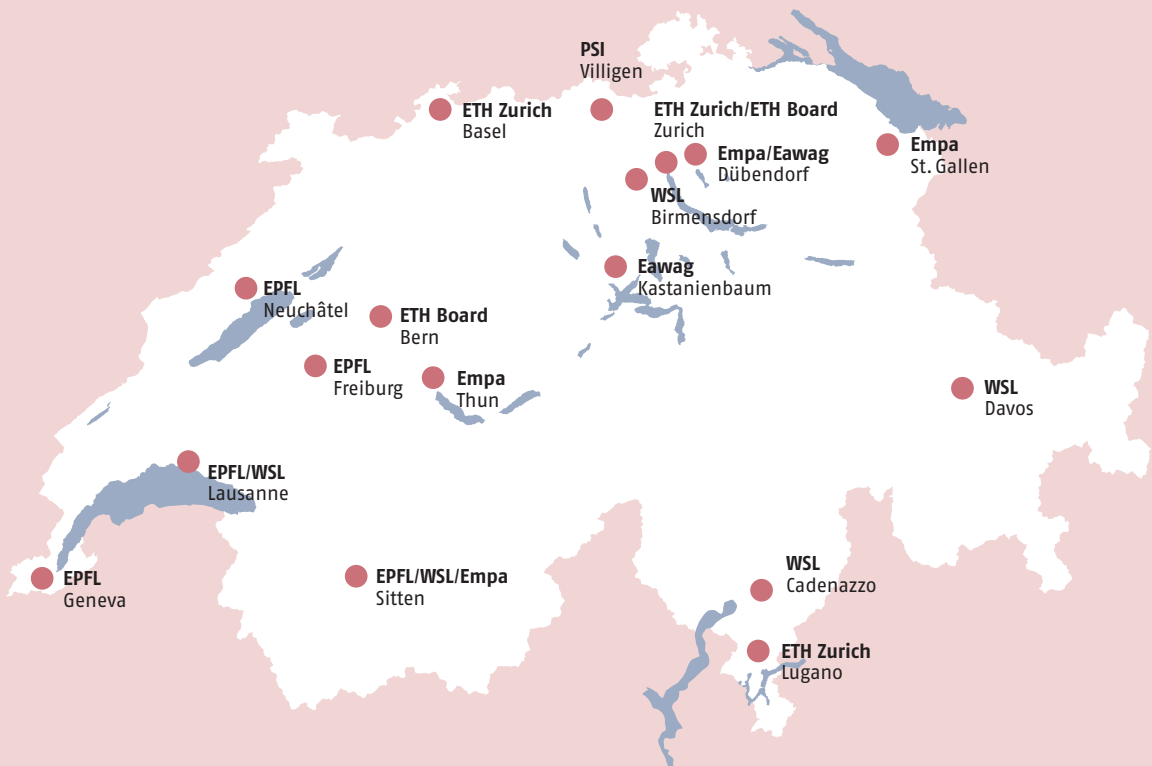 PSI
Villigen
ETH Zurich
Basel
ETH Zurich/ETH Board
Zurich
Empa/Eawag
Dübendorf
Empa
St. Gallen
WSL
Birmensdorf
Eawag
Kastanienbaum
EPFL
Neuchâtel
ETH Board
Bern
EPFL
Freiburg
Empa
Thun
WSL
Davos
EPFL/WSL
Lausanne
EPFL
Geneva
EPFL/WSL/Empa
Sitten
WSL
Cadenazzo
ETH Zurich
Lugano